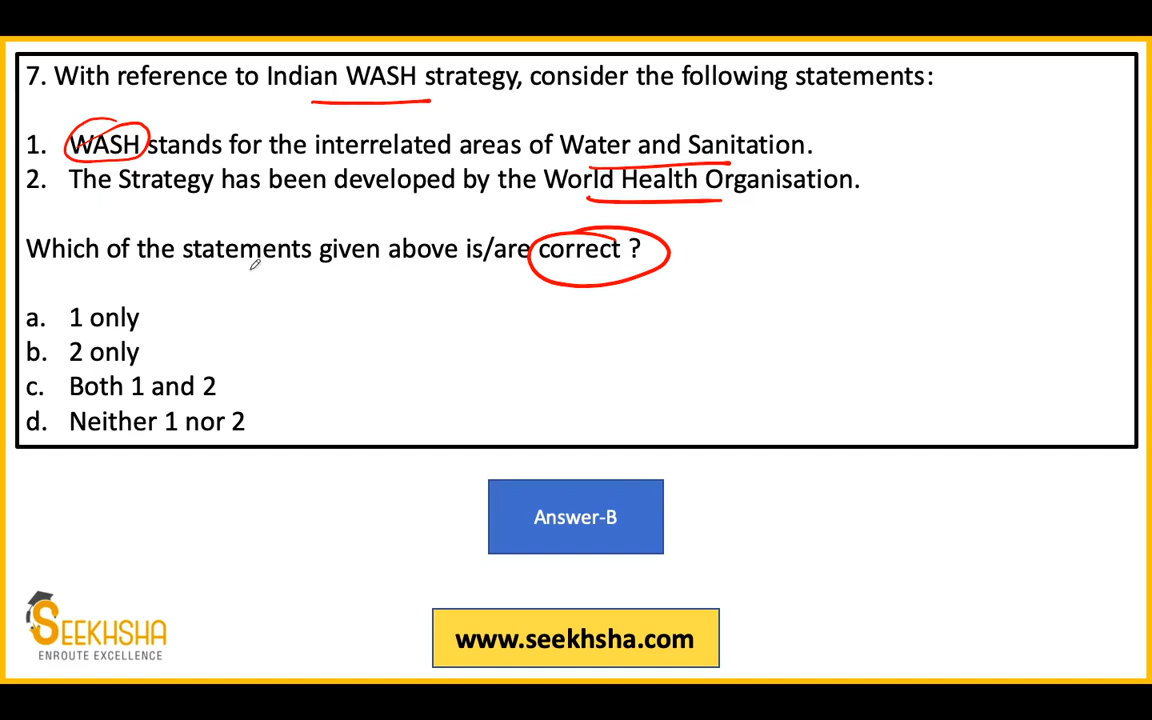 7. With reference to Indian WASH strategy, consider the following statements:
1. WASH stands for the interrelated areas of Water and Sanitation.
2. The Strategy has been developed by the World Health Organisation.
Which of the statements given above is/are correct ?
a. 1 only
b. 2 only
c. Both 1 and 2
d. Neither 1 nor 2
Answer-B
SEEKHSHA
ENROUTE EXCELLENCE
www.seekhsha.com